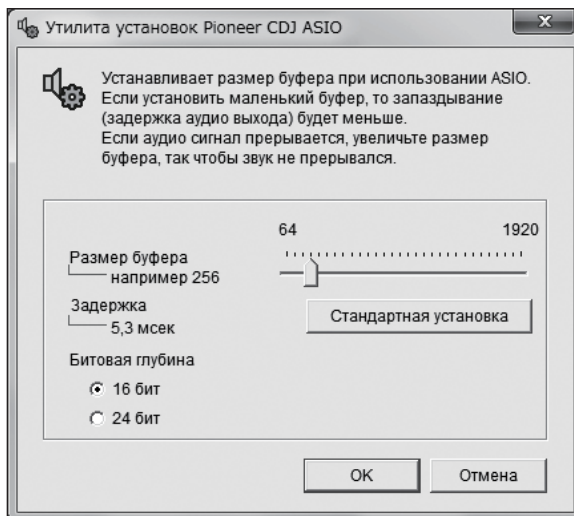 Утилита установок Pioneer CDJ ASIO
Устанавливает размер буфера при использовании ASIO.
Если установить маленький буфер, то запаздывание
(задержка аудио выхода) будет меньше.
Если аудио сигнал прерывается, увеличьте размер
буфера, так чтобы звук не прерывался.
64 1920
Размер буфера
например 256
Задержка
5,3 мсек
Стандартная установка
Битовая глубина
16 бит
24 бит
OK Отмена